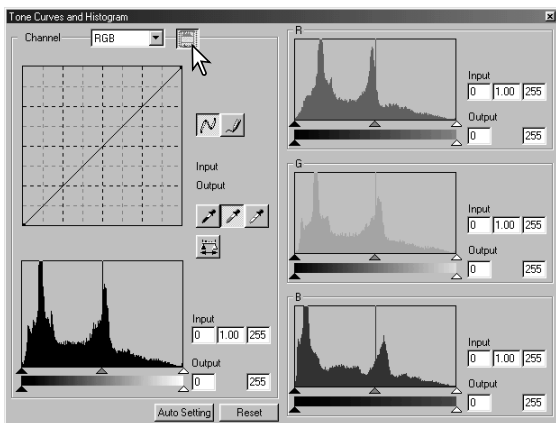 Tone Curves and Histogram
Channel RGB
Input
Output
Input
0 1.00 255
Output
0 255
Auto Setting Reset
R
Input
0 1.00 255
Output
0 255
G
Input
0 1.00 255
Output
0 255
B
Input
0 1.00 255
Output
0 255